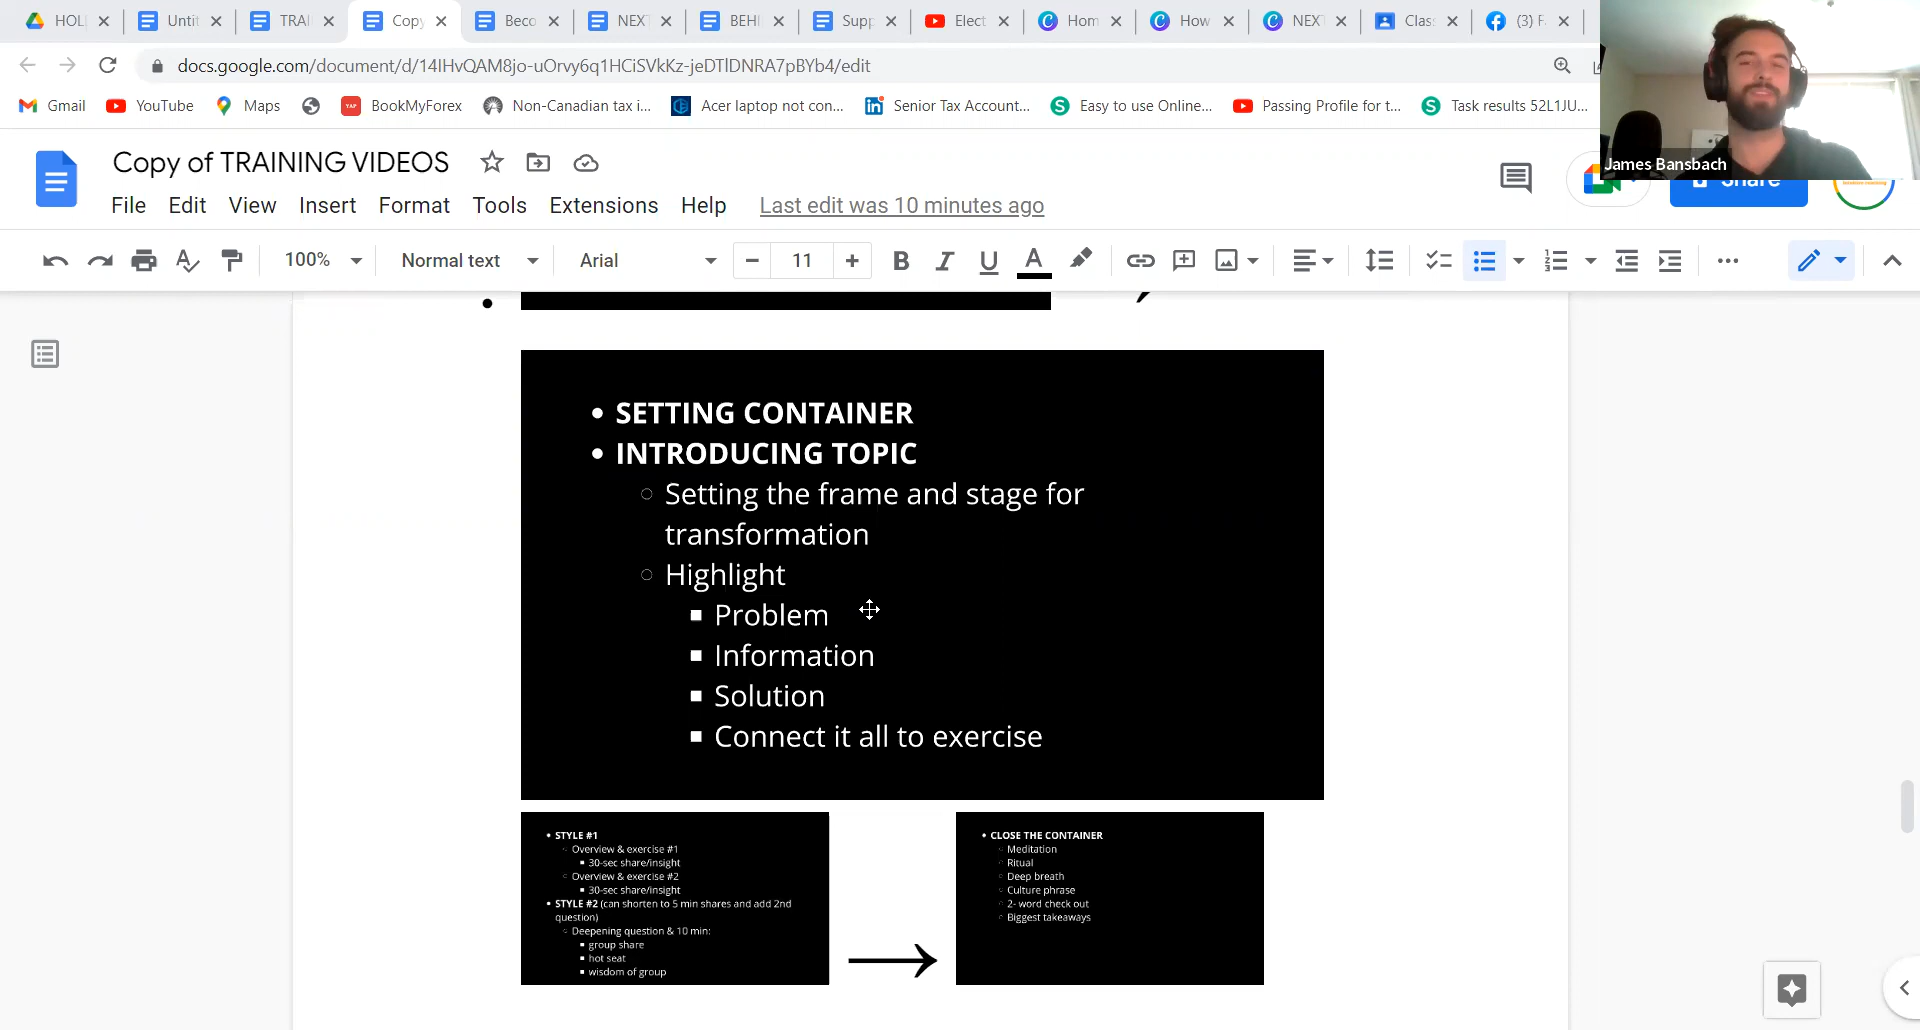 HOL
Untit
TRAI
Copy
Beco
NEXT
BEHI
Supp
Elect
Hom
How
NEXT
Clas
(3) F
docs.google.com/document/d/14IHvQAM8jo-uOrvy6q1HCiSVkKz-jeDTlDNRA7pBYb4/edit
Gmail
YouTube
Maps
BookMyForex
Non-Canadian tax i...
Acer laptop not con...
Senior Tax Account...
Easy to use Online...
Passing Profile for t...
Task results 52L1JU...
James Bansbach
Copy of TRAINING VIDEOS
Share
File Edit View Insert Format Tools Extensions Help Last edit was 10 minutes ago
100% Normal text Arial 11
• SETTING CONTAINER
• INTRODUCING TOPIC
○ Setting the frame and stage for
transformation
○ Highlight
▪ Problem
▪ Information
▪ Solution
▪ Connect it all to exercise
• STYLE #1
○ Overview & exercise #1
▪ 30-sec share/insight
○ Overview & exercise #2
▪ 30-sec share/insight
• STYLE #2 (can shorten to 5 min shares and add 2nd
question)
○ Deepening question & 10 min:
▪ group share
▪ hot seat
▪ wisdom of group
• CLOSE THE CONTAINER
○ Meditation
○ Ritual
○ Deep breath
○ Culture phrase
○ 2- word check out
○ Biggest takeaways